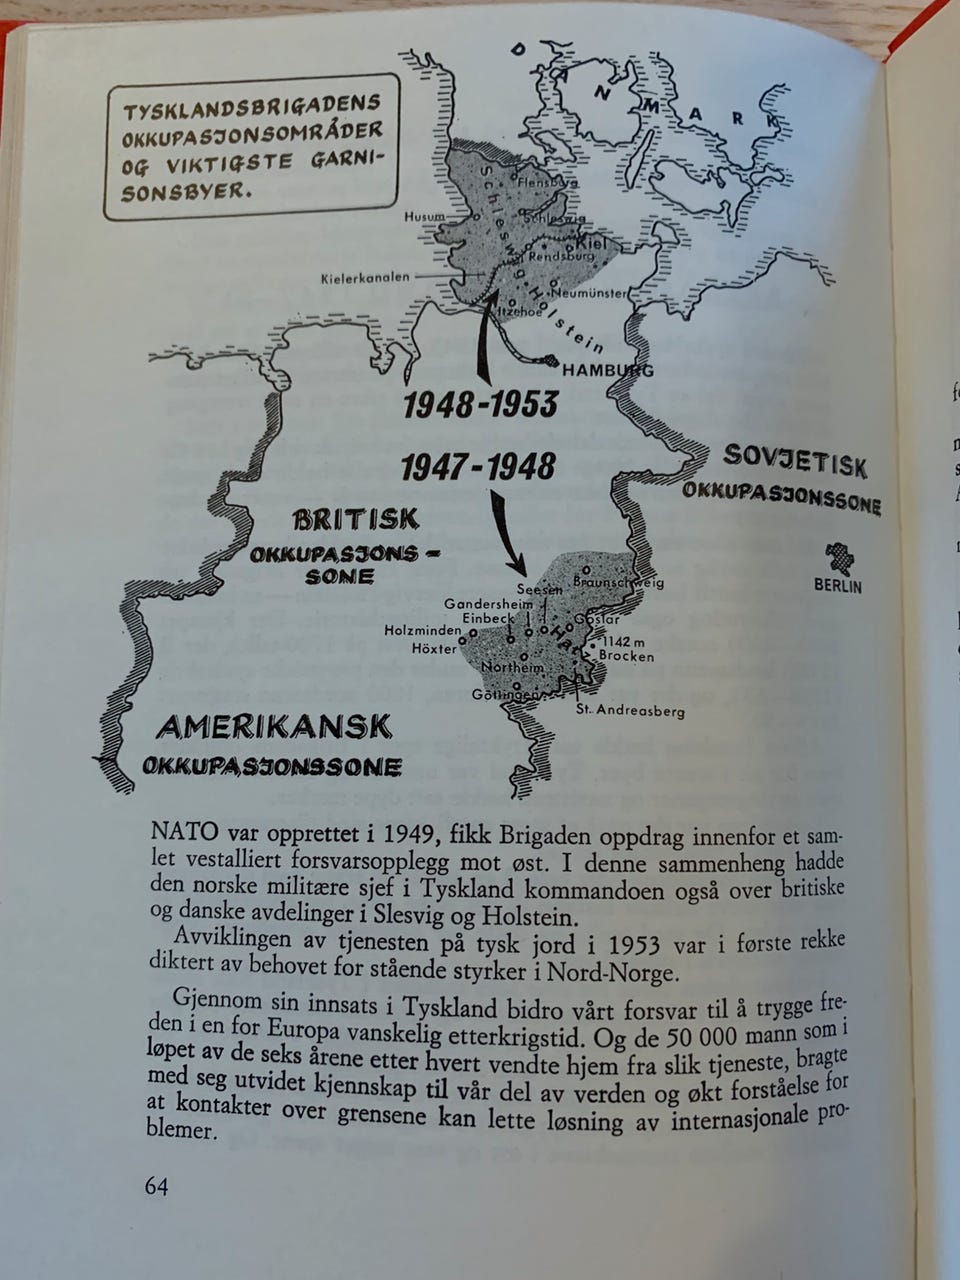 TYSKLANDSBRIGADENS
OKKUPASJONSOMRÅDER
OG VIKTIGSTE GARNI-
SONSBYER.
DANMARK
Flensburg
Schleswig
Husum
Kiel
Rendsburg
Kielerkanalen
Neumünster
Itzehoe
Schleswig-Holstein
HAMBURG
1948-1953
1947-1948
SOVJETISK
OKKUPASJONSSONE
BRITISK
OKKUPASJONS-
SONE
BERLIN
Braunschweig
Seesen
Gandersheim
Einbeck
Goslar
Holzminden
Höxter
Harz
1142 m
Brocken
Northeim
Göttingen
St. Andreasberg
AMERIKANSK
OKKUPASJONSSONE
NATO var opprettet i 1949, fikk Brigaden oppdrag innenfor et sam-
let vestalliert forsvarsopplegg mot øst. I denne sammenheng hadde
den norske militære sjef i Tyskland kommandoen også over britiske
og danske avdelinger i Slesvig og Holstein.
Avviklingen av tjenesten på tysk jord i 1953 var i første rekke
diktert av behovet for stående styrker i Nord-Norge.
Gjennom sin innsats i Tyskland bidro vårt forsvar til å trygge fre-
den i en for Europa vanskelig etterkrigstid. Og de 50 000 mann som i
løpet av de seks årene etter hvert vendte hjem fra slik tjeneste, bragte
med seg utvidet kjennskap til vår del av verden og økt forståelse for
at kontakter over grensene kan lette løsning av internasjonale pro-
blemer.
64